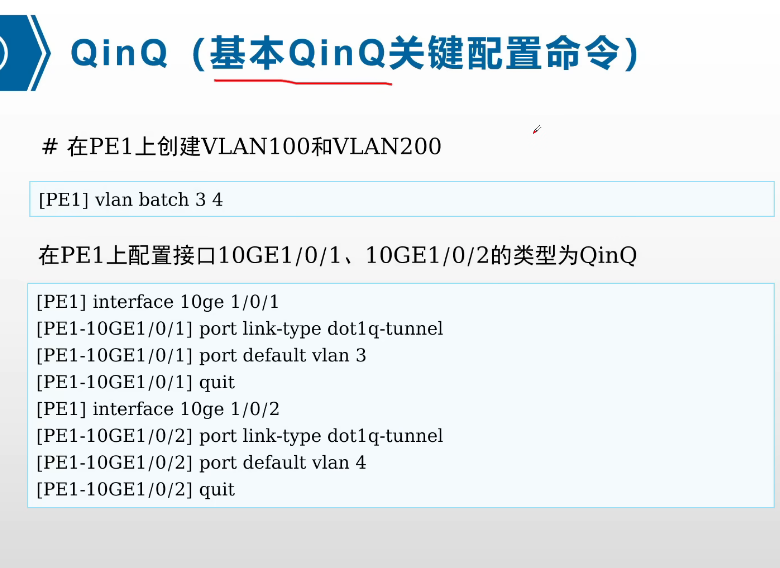 QinQ（基本QinQ关键配置命令）
# 在PE1上创建VLAN100和VLAN200
[PE1] vlan batch 3 4
在PE1上配置接口10GE1/0/1、10GE1/0/2的类型为QinQ
[PE1] interface 10ge 1/0/1
[PE1-10GE1/0/1] port link-type dot1q-tunnel
[PE1-10GE1/0/1] port default vlan 3
[PE1-10GE1/0/1] quit
[PE1] interface 10ge 1/0/2
[PE1-10GE1/0/2] port link-type dot1q-tunnel
[PE1-10GE1/0/2] port default vlan 4
[PE1-10GE1/0/2] quit